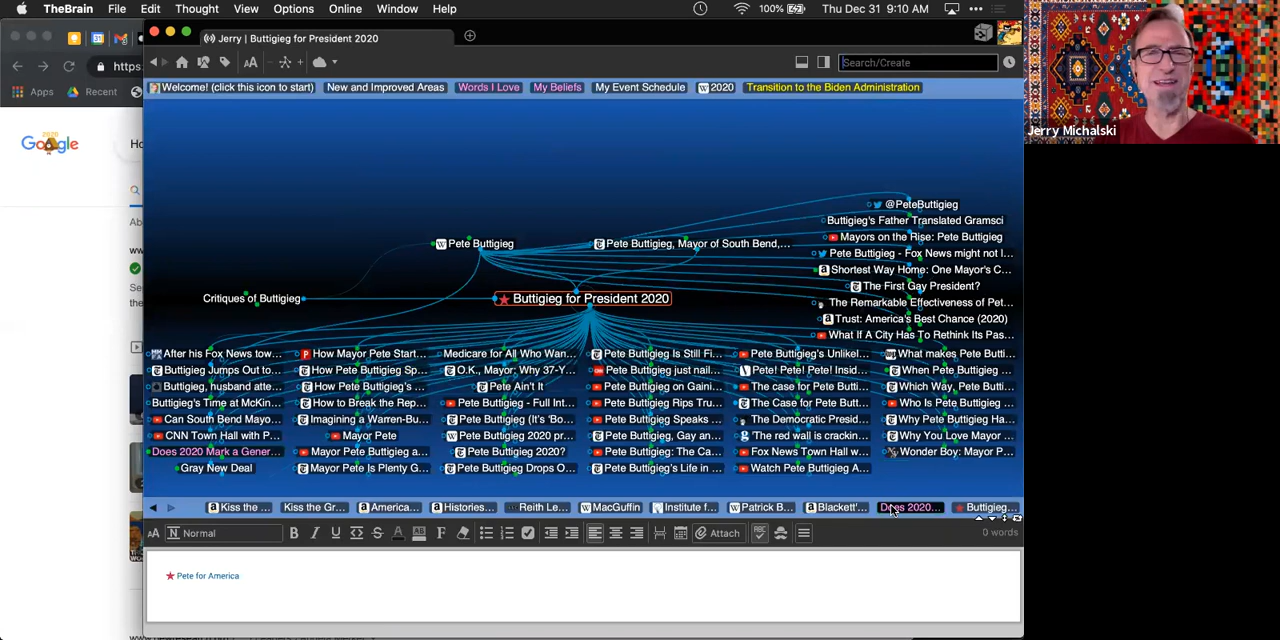 TheBrain File Edit Thought View Options Online Window Help 100% Thu Dec 31 9:10 AM
Jerry | Buttigieg for President 2020
https:
Search/Create
Apps Recent
Welcome! (click this icon to start) New and Improved Areas Words I Love My Beliefs My Event Schedule 2020 Transition to the Biden Administration
Jerry Michalski
2020
Google
Ho
@PeteButtigieg
Buttigieg's Father Translated Gramsci
Mayors on the Rise: Pete Buttigieg
Pete Buttigieg
Pete Buttigieg, Mayor of South Bend,...
Pete Buttigieg - Fox News might not l...
Shortest Way Home: One Mayor's C...
The First Gay President?
Critiques of Buttigieg
Buttigieg for President 2020
The Remarkable Effectiveness of Pet...
Trust: America's Best Chance (2020)
What If A City Has To Rethink Its Pas...
After his Fox News tow... How Mayor Pete Start... Medicare for All Who Wan... Pete Buttigieg Is Still Fi... Pete Buttigieg's Unlikel... What makes Pete Butti...
Buttigieg Jumps Out to... How Pete Buttigieg Sp... O.K., Mayor: Why 37-Y... Pete Buttigieg just nail... Pete! Pete! Pete! Insid... When Pete Buttigieg...
Buttigieg, husband atte... How Pete Buttigieg's ... Pete Ain't It Pete Buttigieg on Gaini... The case for Pete Butt... Which Way, Pete Butti...
Buttigieg's Time at McKin... How to Break the Rep... Pete Buttigieg - Full Int... Pete Buttigieg Rips Tru... The Case for Pete Butt... Who Is Pete Buttigieg ...
Can South Bend Mayo... Imagining a Warren-Bu... Pete Buttigieg (It's 'Bo... Pete Buttigieg Speaks ... The Democratic Presid... Why Pete Buttigieg Ha...
CNN Town Hall with P... Mayor Pete Pete Buttigieg 2020 pr... Pete Buttigieg, Gay an... 'The red wall is crackin... Why You Love Mayor ...
Does 2020 Mark a Gener... Mayor Pete Buttigieg a... Pete Buttigieg 2020? Pete Buttigieg: The Ca... Fox News Town Hall w... Wonder Boy: Mayor P...
Gray New Deal Mayor Pete Is Plenty G... Pete Buttigieg Drops O... Pete Buttigieg's Life in ... Watch Pete Buttigieg A...
Kiss the ... Kiss the Gr... America... Histories... Reith Le... MacGuffin Institute f... Patrick B... Blackett'... Does 2020... Buttigieg...
Normal B I U S A F Attach 0 words
Pete for America